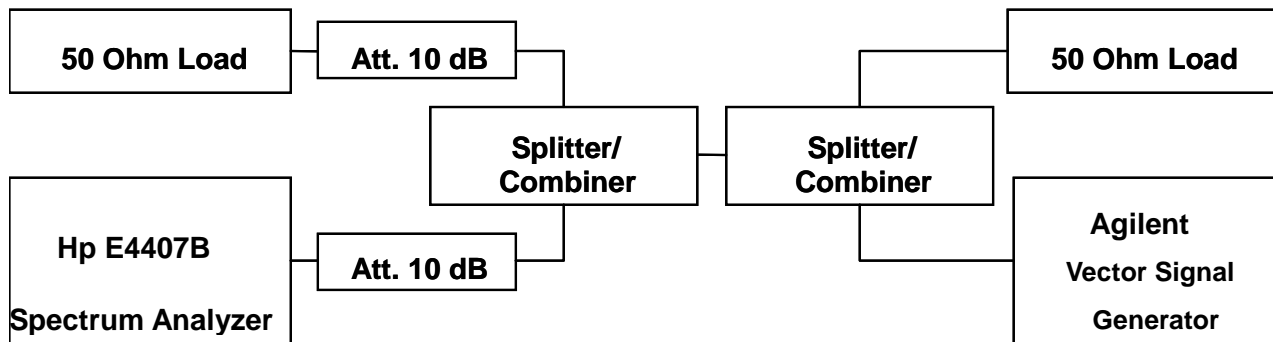 50 Ohm Load
Att. 10 dB
50 Ohm Load
Splitter/
Combiner
Splitter/
Combiner
Hp E4407B
Spectrum Analyzer
Att. 10 dB
Agilent
Vector Signal
Generator